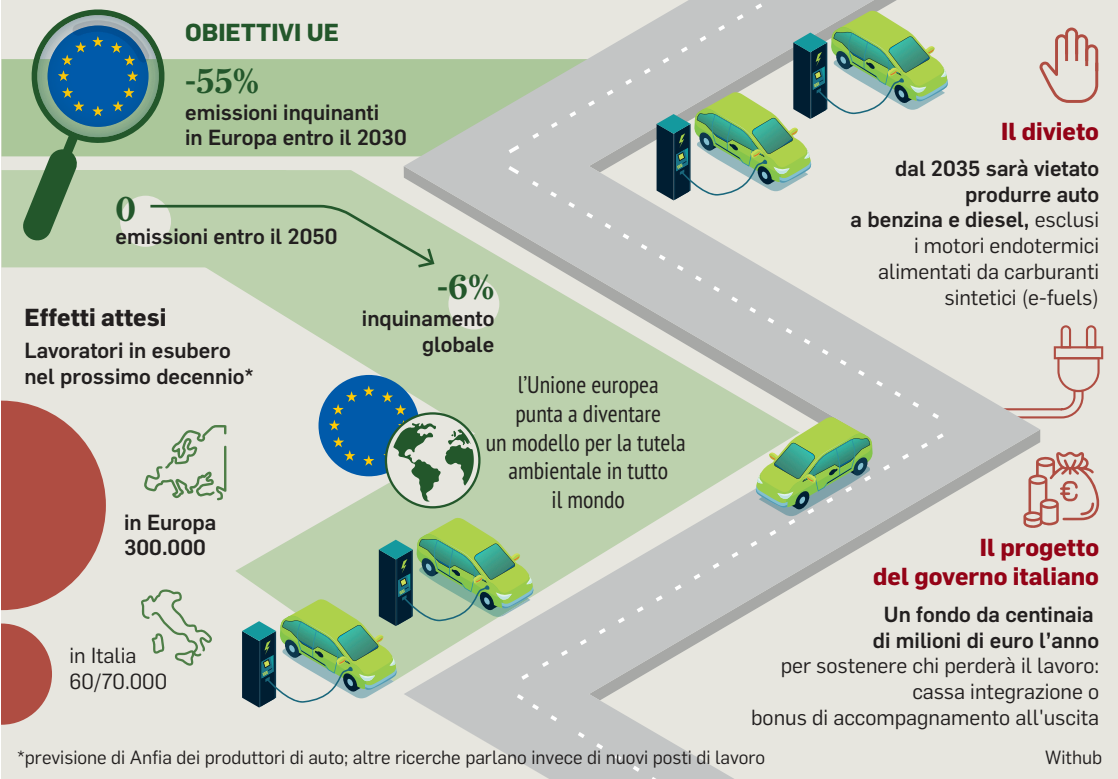 OBIETTIVI UE
-55%
emissioni inquinanti
in Europa entro il 2030
0
emissioni entro il 2050
-6%
inquinamento
globale
l'Unione europea
punta a diventare
un modello per la tutela
ambientale in tutto
il mondo
Effetti attesi
Lavoratori in esubero
nel prossimo decennio*
in Europa
300.000
in Italia
60/70.000
Il divieto
dal 2035 sarà vietato
produrre auto
a benzina e diesel, esclusi
i motori endotermici
alimentati da carburanti
sintetici (e-fuels)
€
Il progetto
del governo italiano
Un fondo da centinaia
di milioni di euro l'anno
per sostenere chi perderà il lavoro:
cassa integrazione o
bonus di accompagnamento all'uscita
*previsione di Anfia dei produttori di auto; altre ricerche parlano invece di nuovi posti di lavoro
Withub